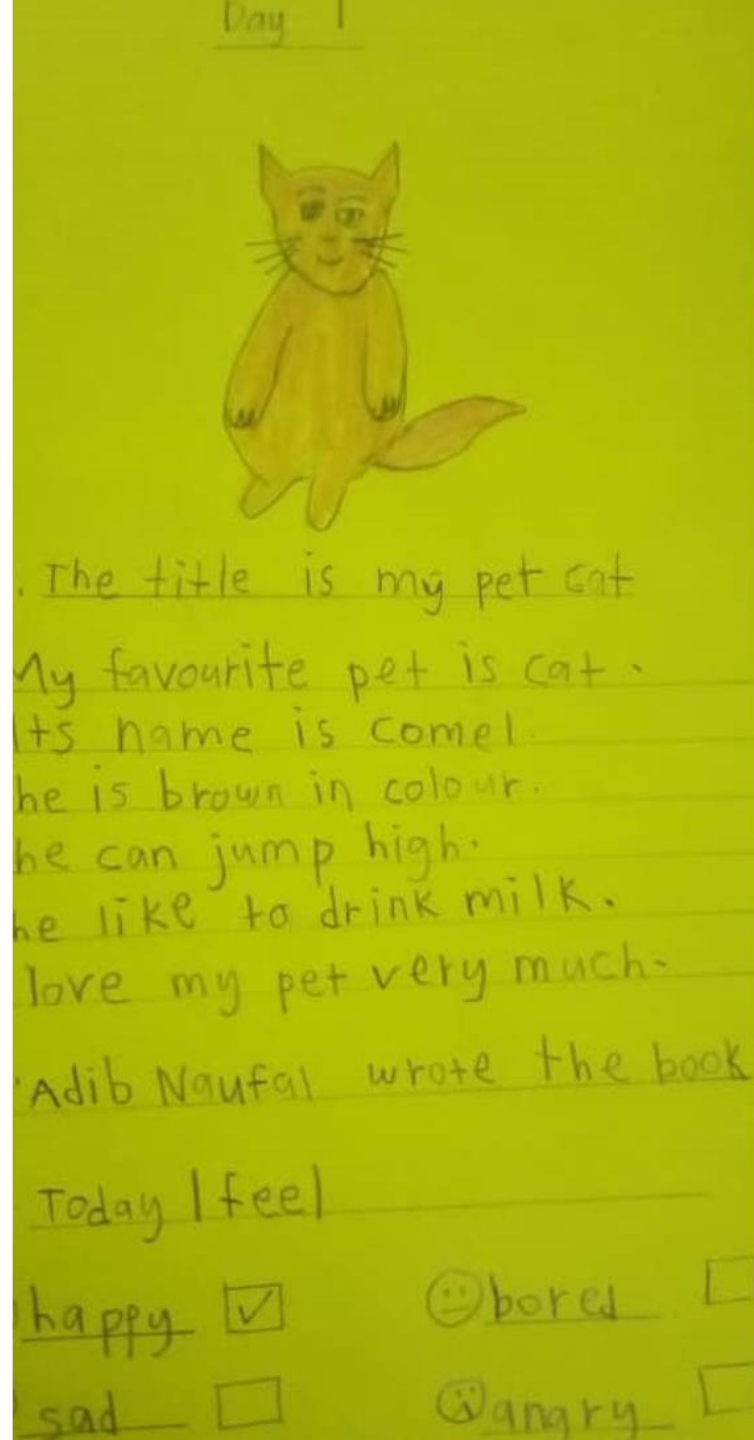 Day 1
. The title is my pet cat
My favourite pet is cat.
Its name is comel.
he is brown in colour.
he can jump high.
he like to drink milk.
love my pet very much.
Adib Naufal wrote the book
Today I feel
happy
bored
sad
angry